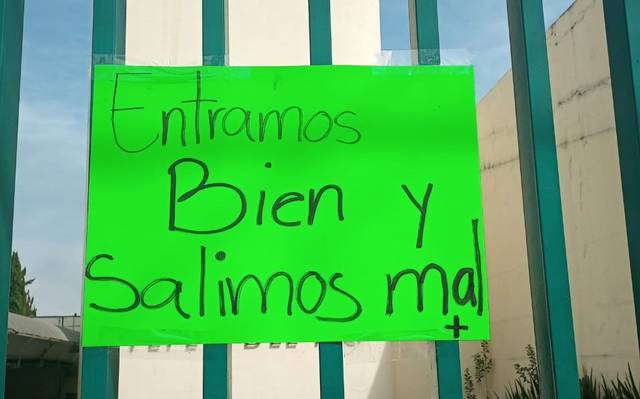 Entramos
Bien y
Salimos mal
+